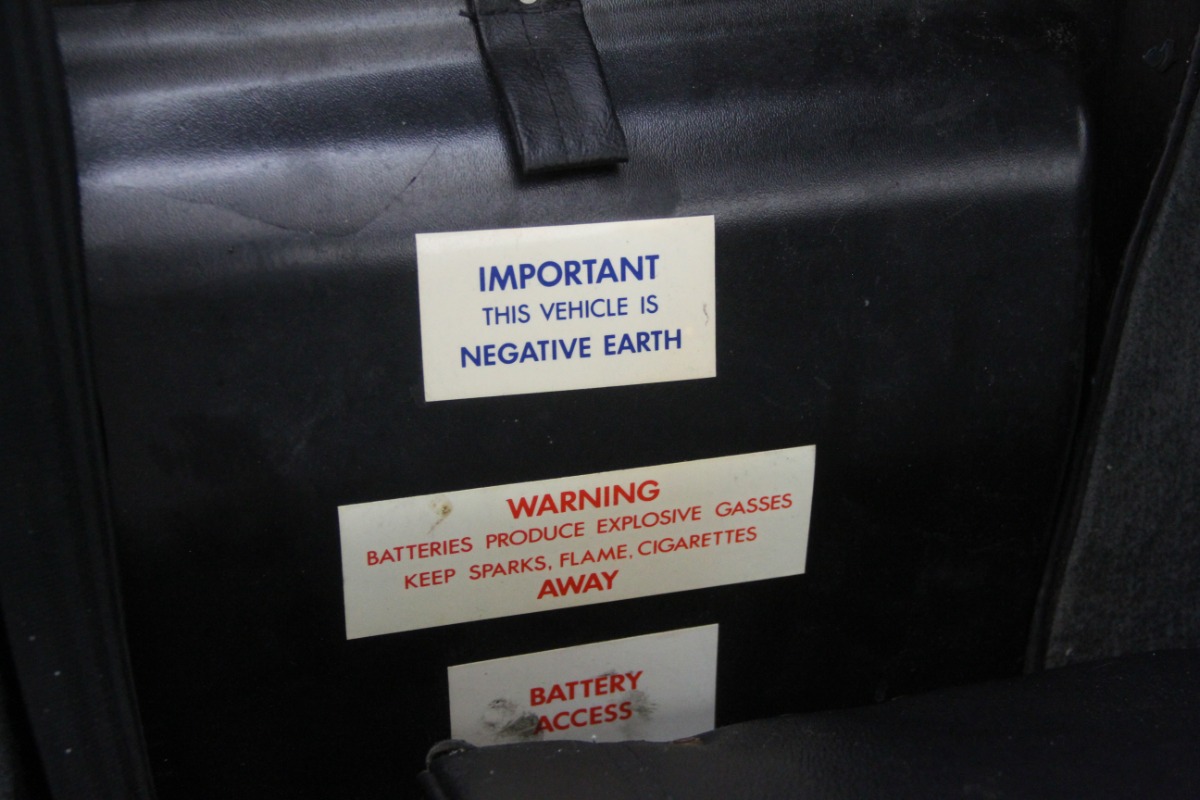 IMPORTANT
THIS VEHICLE IS
NEGATIVE EARTH
WARNING
BATTERIES PRODUCE EXPLOSIVE GASSES
KEEP SPARKS, FLAME, CIGARETTES
AWAY
BATTERY
ACCESS